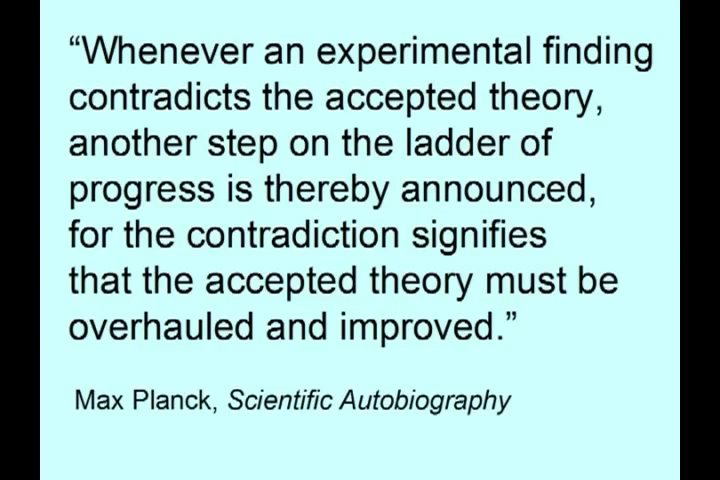 “Whenever an experimental finding
contradicts the accepted theory,
another step on the ladder of
progress is thereby announced,
for the contradiction signifies
that the accepted theory must be
overhauled and improved.”
Max Planck, Scientific Autobiography